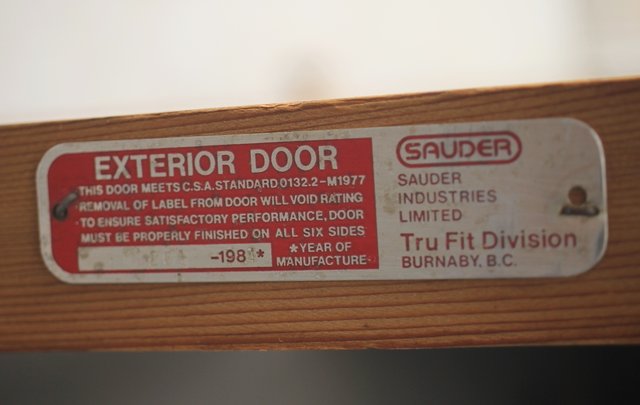 EXTERIOR DOOR
THIS DOOR MEETS C.S.A. STANDARD 0132.2-M1977
REMOVAL OF LABEL FROM DOOR WILL VOID RATING
TO ENSURE SATISFACTORY PERFORMANCE, DOOR
MUST BE PROPERLY FINISHED ON ALL SIX SIDES
*YEAR OF
MANUFACTURE
SAUDER
SAUDER
INDUSTRIES
LIMITED
Tru Fit Division
BURNABY, B.C.